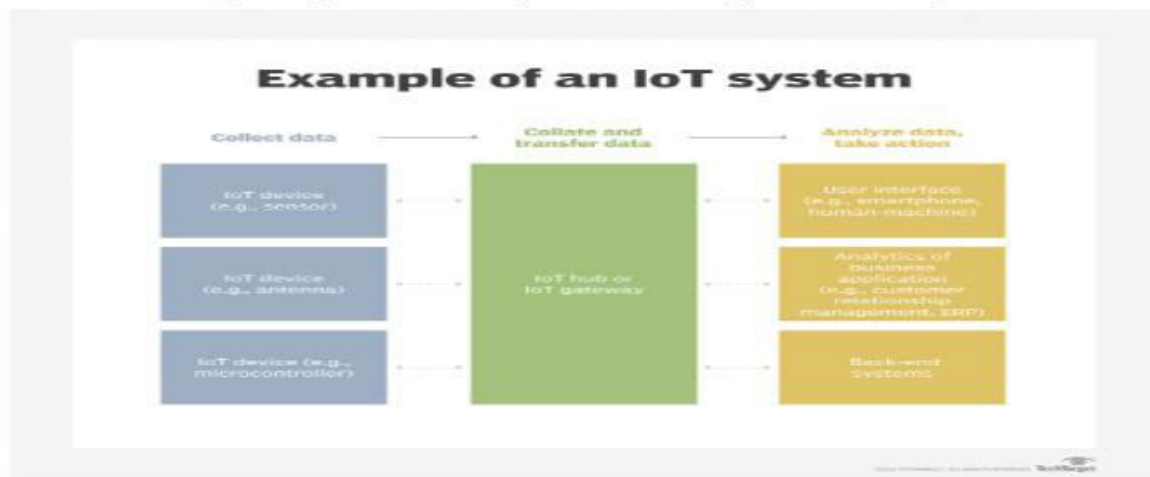 Example of an IoT system
Collect data
Collate and
transfer data
Analyze data,
take action
IoT device
(e.g., sensor)
IoT device
(e.g., antenna)
IoT device (e.g.,
microcontroller)
IoT hub or
IoT gateway
User interface
(e.g., smartphone,
human-machine)
Analytics of
business
application
(e.g., customer
relationship
management, ERP)
Back-end
systems
TechTarget